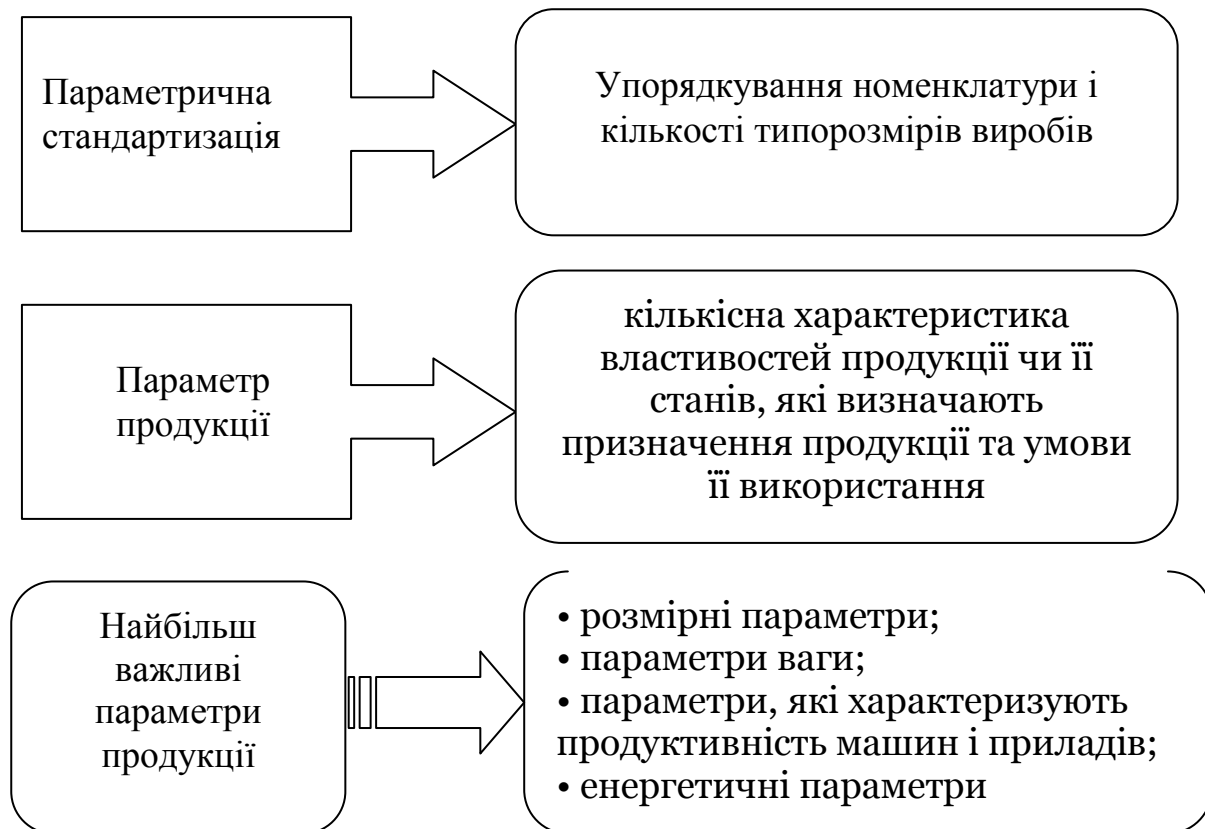 Параметрична
стандартизація
Упорядкування номенклатури і
кількості типорозмірів виробів
Параметр
продукції
кількісна характеристика
властивостей продукції чи її
станів, які визначають
призначення продукції та умови
її використання
Найбільш
важливі
параметри
продукції
• розмірні параметри;
• параметри ваги;
• параметри, які характеризують
продуктивність машин і приладів;
• енергетичні параметри